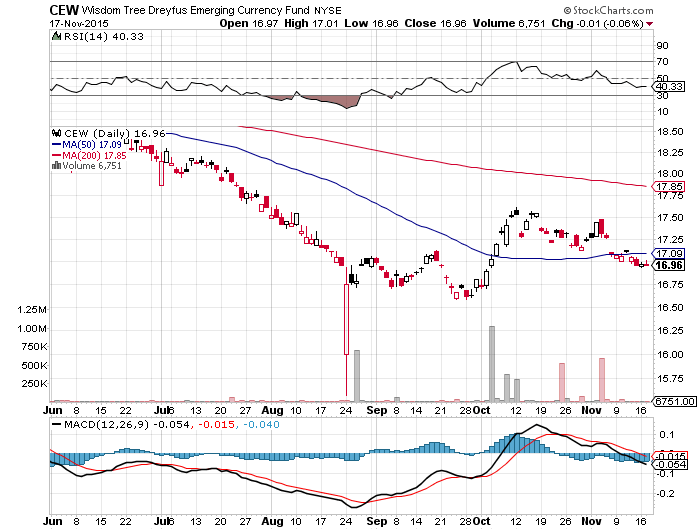 CEW Wisdom Tree Dreyfus Emerging Currency Fund NYSE © StockCharts.com
17-Nov-2015 Open 16.97 High 17.01 Low 16.96 Close 16.96 Volume 6,751 Chg -0.01 (-0.06%)
RSI(14) 40.33
90
70
50
40.33
30
10
CEW (Daily) 16.96
MA(50) 17.09
MA(200) 17.85
Volume 6,751
18.50
18.25
18.00
17.85
17.75
17.50
17.25
17.09
16.96
16.75
16.50
16.25
16.00
15.75
6751.00
1.25M
1.00M
750K
500K
250K
Jun 8 15 22 Jul 6 13 20 Aug 10 17 24 Sep 8 14 21 28 Oct 12 19 26 Nov 9 16
MACD(12,26,9) -0.054, -0.015, -0.040
0.1
0.0
-0.015
-0.054
-0.1
-0.2
Jun 8 15 22 Jul 6 13 20 Aug 10 17 24 Sep 8 14 21 28 Oct 12 19 26 Nov 9 16